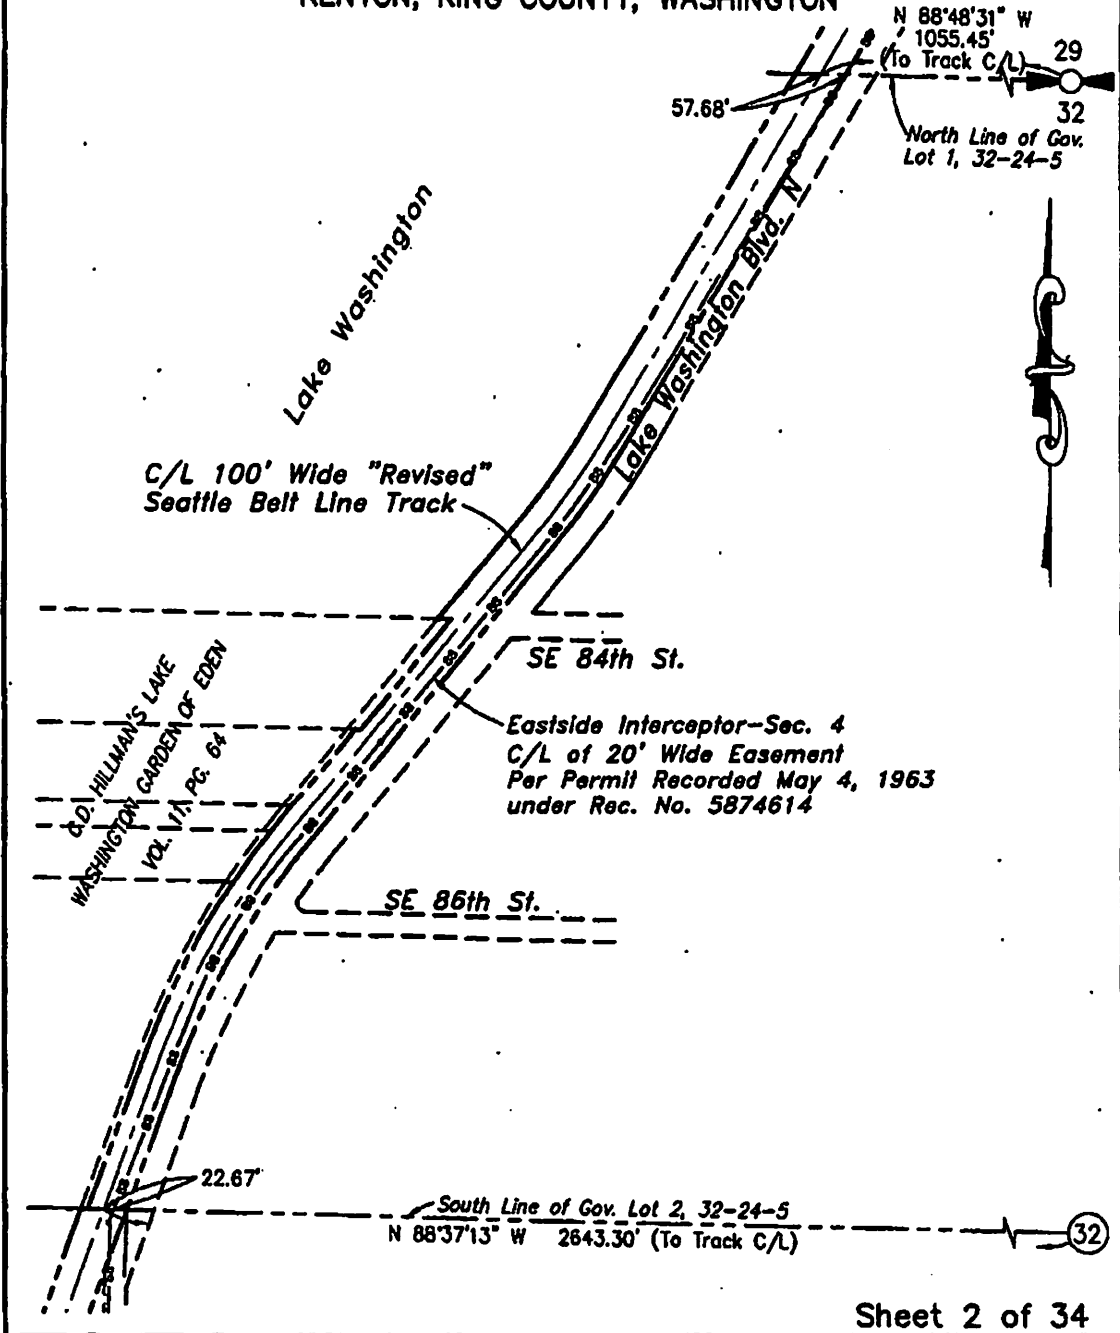 RENTON, KING COUNTY, WASHINGTON
N 88°48'31" W
1055.45'
(To Track C/L)
29
32
57.68'
North Line of Gov.
Lot 1, 32-24-5
Lake Washington
Lake Washington Blvd. N
C/L 100' Wide "Revised"
Seattle Belt Line Track
SE 84th St.
Eastside Interceptor-Sec. 4
C/L of 20' Wide Easement
Per Permit Recorded May 4, 1963
under Rec. No. 5874614
C.D. HILLMAN'S LAKE
WASHINGTON GARDEN OF EDEN
VOL. 11, PG. 64
SE 86th St.
22.67'
South Line of Gov. Lot 2, 32-24-5
N 88°37'13" W 2643.30' (To Track C/L)
32
Sheet 2 of 34